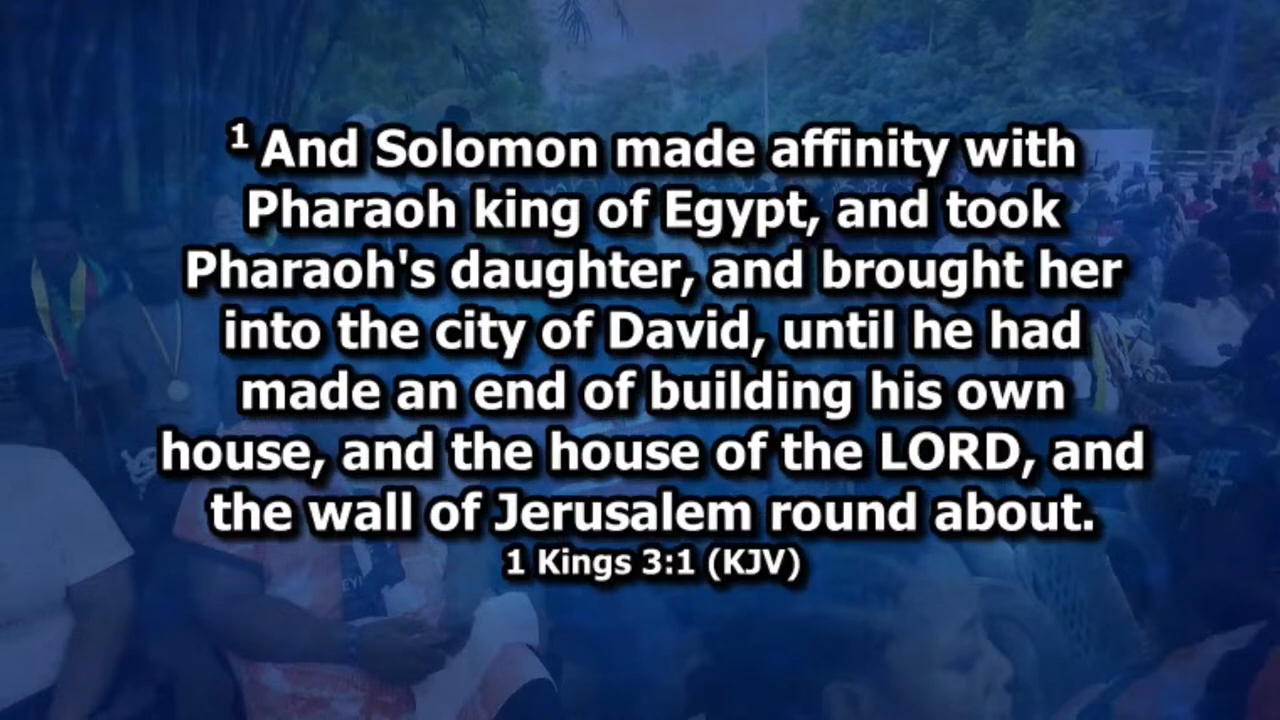 1 And Solomon made affinity with
Pharaoh king of Egypt, and took
Pharaoh's daughter, and brought her
into the city of David, until he had
made an end of building his own
house, and the house of the LORD, and
the wall of Jerusalem round about.
1 Kings 3:1 (KJV)